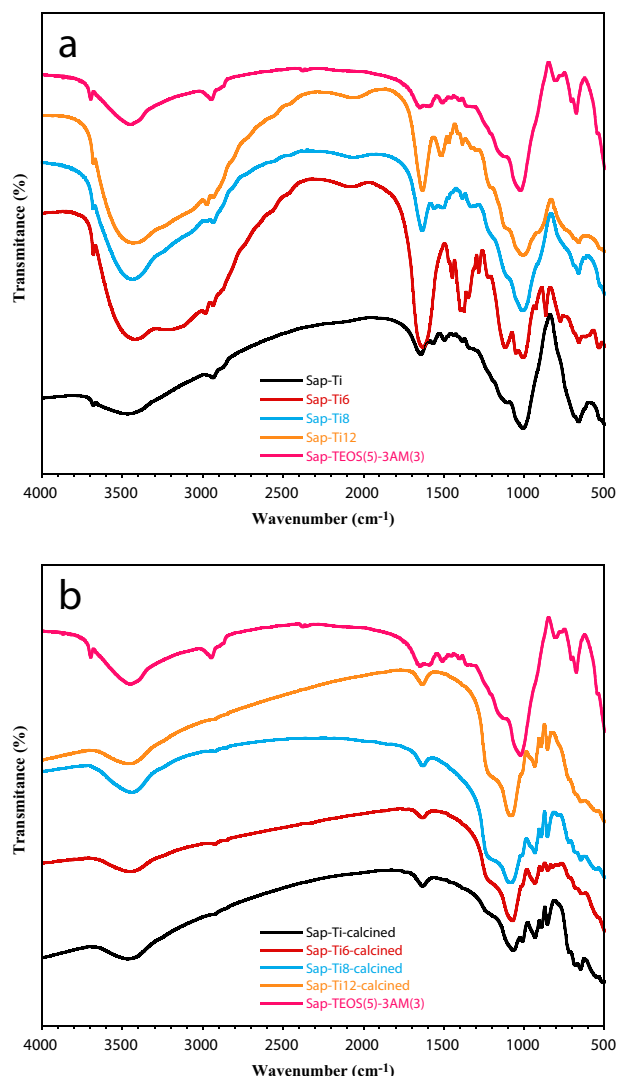 a
Transmitance (%)
Sap-Ti
Sap-Ti6
Sap-Ti8
Sap-Ti12
Sap-TEOS(5)-3AM(3)
4000 3500 3000 2500 2000 1500 1000 500
Wavenumber (cm-1)
b
Transmitance (%)
Sap-Ti-calcined
Sap-Ti6-calcined
Sap-Ti8-calcined
Sap-Ti12-calcined
Sap-TEOS(5)-3AM(3)
4000 3500 3000 2500 2000 1500 1000 500
Wavenumber (cm-1)